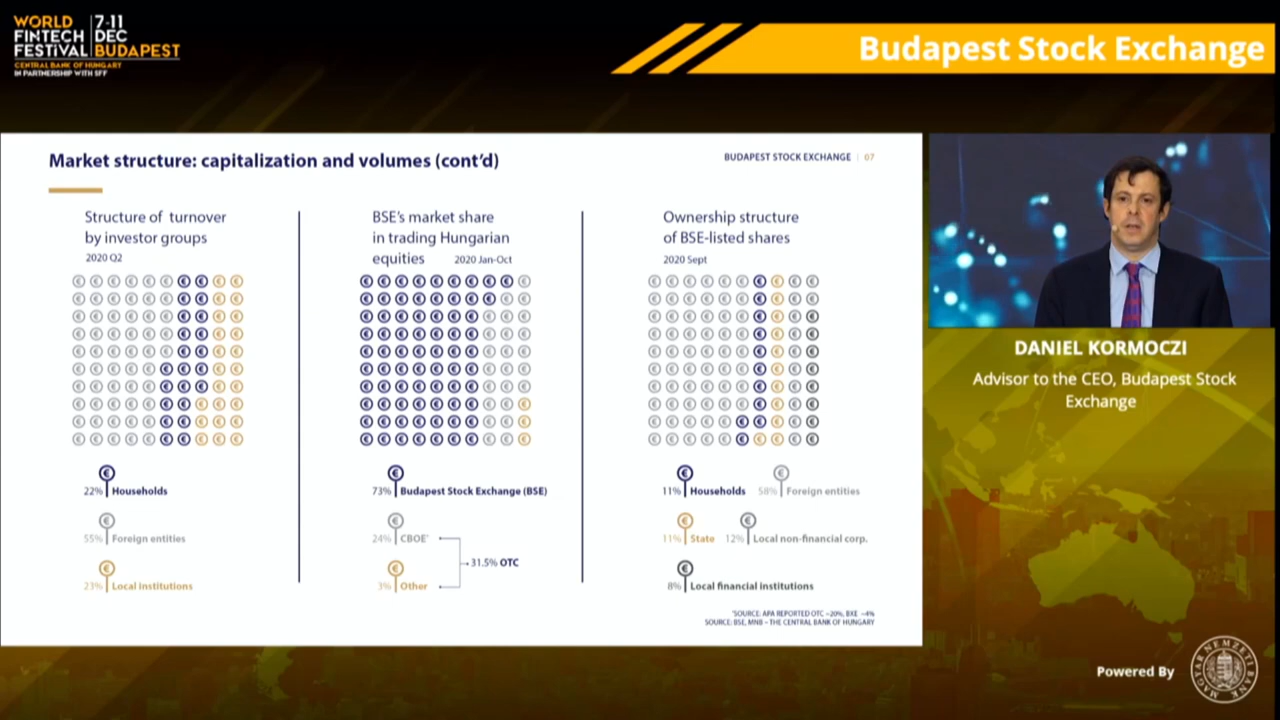 WORLD
FINTECH
FESTIVAL
7-11
DEC
BUDAPEST
CENTRAL BANK OF HUNGARY
IN PARTNERSHIP WITH SFF
Budapest Stock Exchange
Market structure: capitalization and volumes (cont'd)
BUDAPEST STOCK EXCHANGE | 07
Structure of turnover
by investor groups
2020 Q2
22% Households
55% Foreign entities
23% Local Institutions
BSE's market share
in trading Hungarian
equities 2020 Jan-Oct
73% Budapest Stock Exchange (BSE)
24% CBOE*
3% Other
31.5% OTC
Ownership structure
of BSE-listed shares
2020 Sept
11% Households 58% Foreign entities
11% State 12% Local non-financial corp.
8% Local financial institutions
*SOURCE: APA REPORTED OTC ~20%, BXE ~4%
SOURCE: BSE, MNB – THE CENTRAL BANK OF HUNGARY
DANIEL KORMOCZI
Advisor to the CEO, Budapest Stock
Exchange
Powered By
MAGYAR NEMZETI BANK